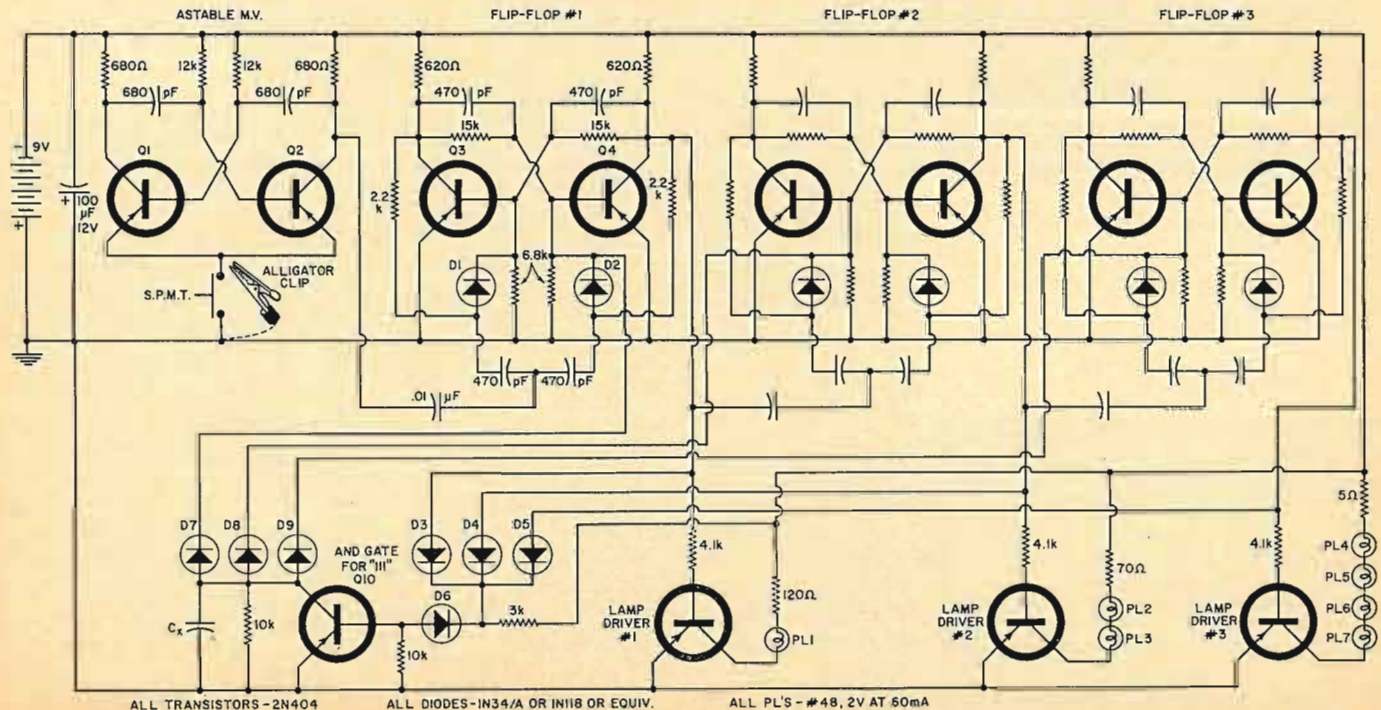 ASTABLE M.V.
FLIP-FLOP #1
FLIP-FLOP #2
FLIP-FLOP #3
680Ω
12k
12k
680Ω
620Ω
620Ω
680 pF
680 pF
470 pF
470 pF
15k
15k
9V
Q1
Q2
Q3
Q4
+
-
+ 100 µF 12V
2.2 k
2.2 k
ALLIGATOR CLIP
S.P.M.T.
D1
6.8k
D2
470 pF
470 pF
.01 µF
D7
D8
D9
D3
D4
D5
5Ω
AND GATE FOR "111" Q10
4.1k
4.1k
4.1k
PL4
PL5
PL6
PL7
70Ω
120Ω
D6
3k
LAMP DRIVER #1
PL1
LAMP DRIVER #2
PL2
PL3
LAMP DRIVER #3
Cx
10k
10k
ALL TRANSISTORS - 2N404
ALL DIODES-1N34/A OR 1N118 OR EQUIV.
ALL PL'S - #48, 2V AT 60mA